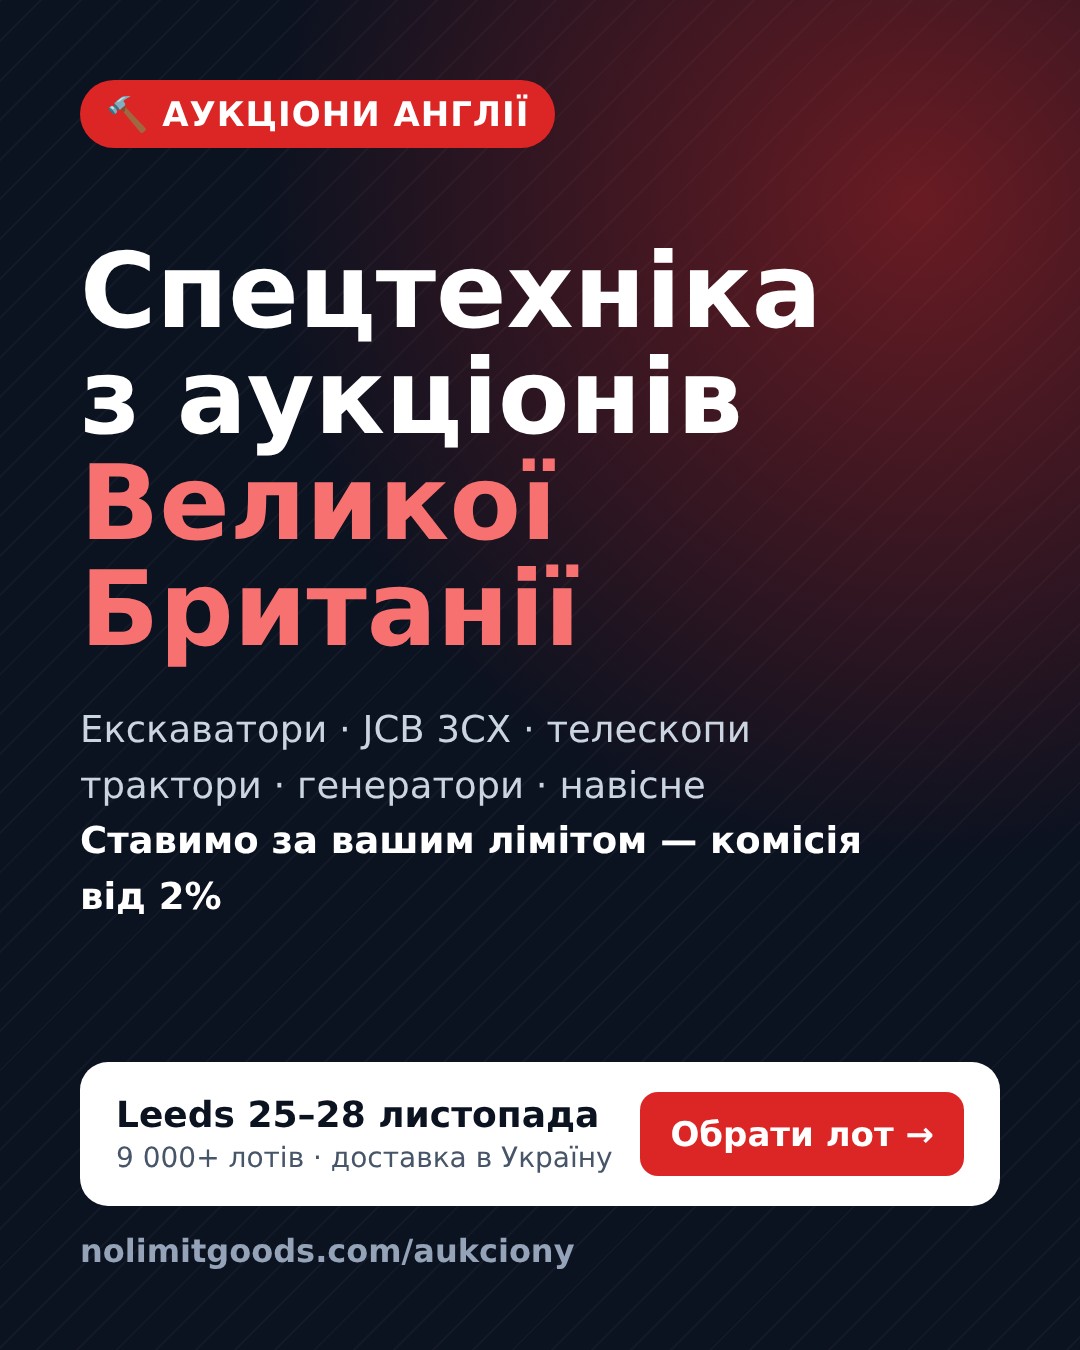 🔨 АУКЦІОНИ АНГЛІЇ
Спецтехніка
з аукціонів
Великої
Британії
Екскаватори · JCB 3CX · телескопи
трактори · генератори · навісне
Ставимо за вашим лімітом — комісія
від 2%
Leeds 25–28 листопада
9 000+ лотів · доставка в Україну
Обрати лот →
nolimitgoods.com/aukciony